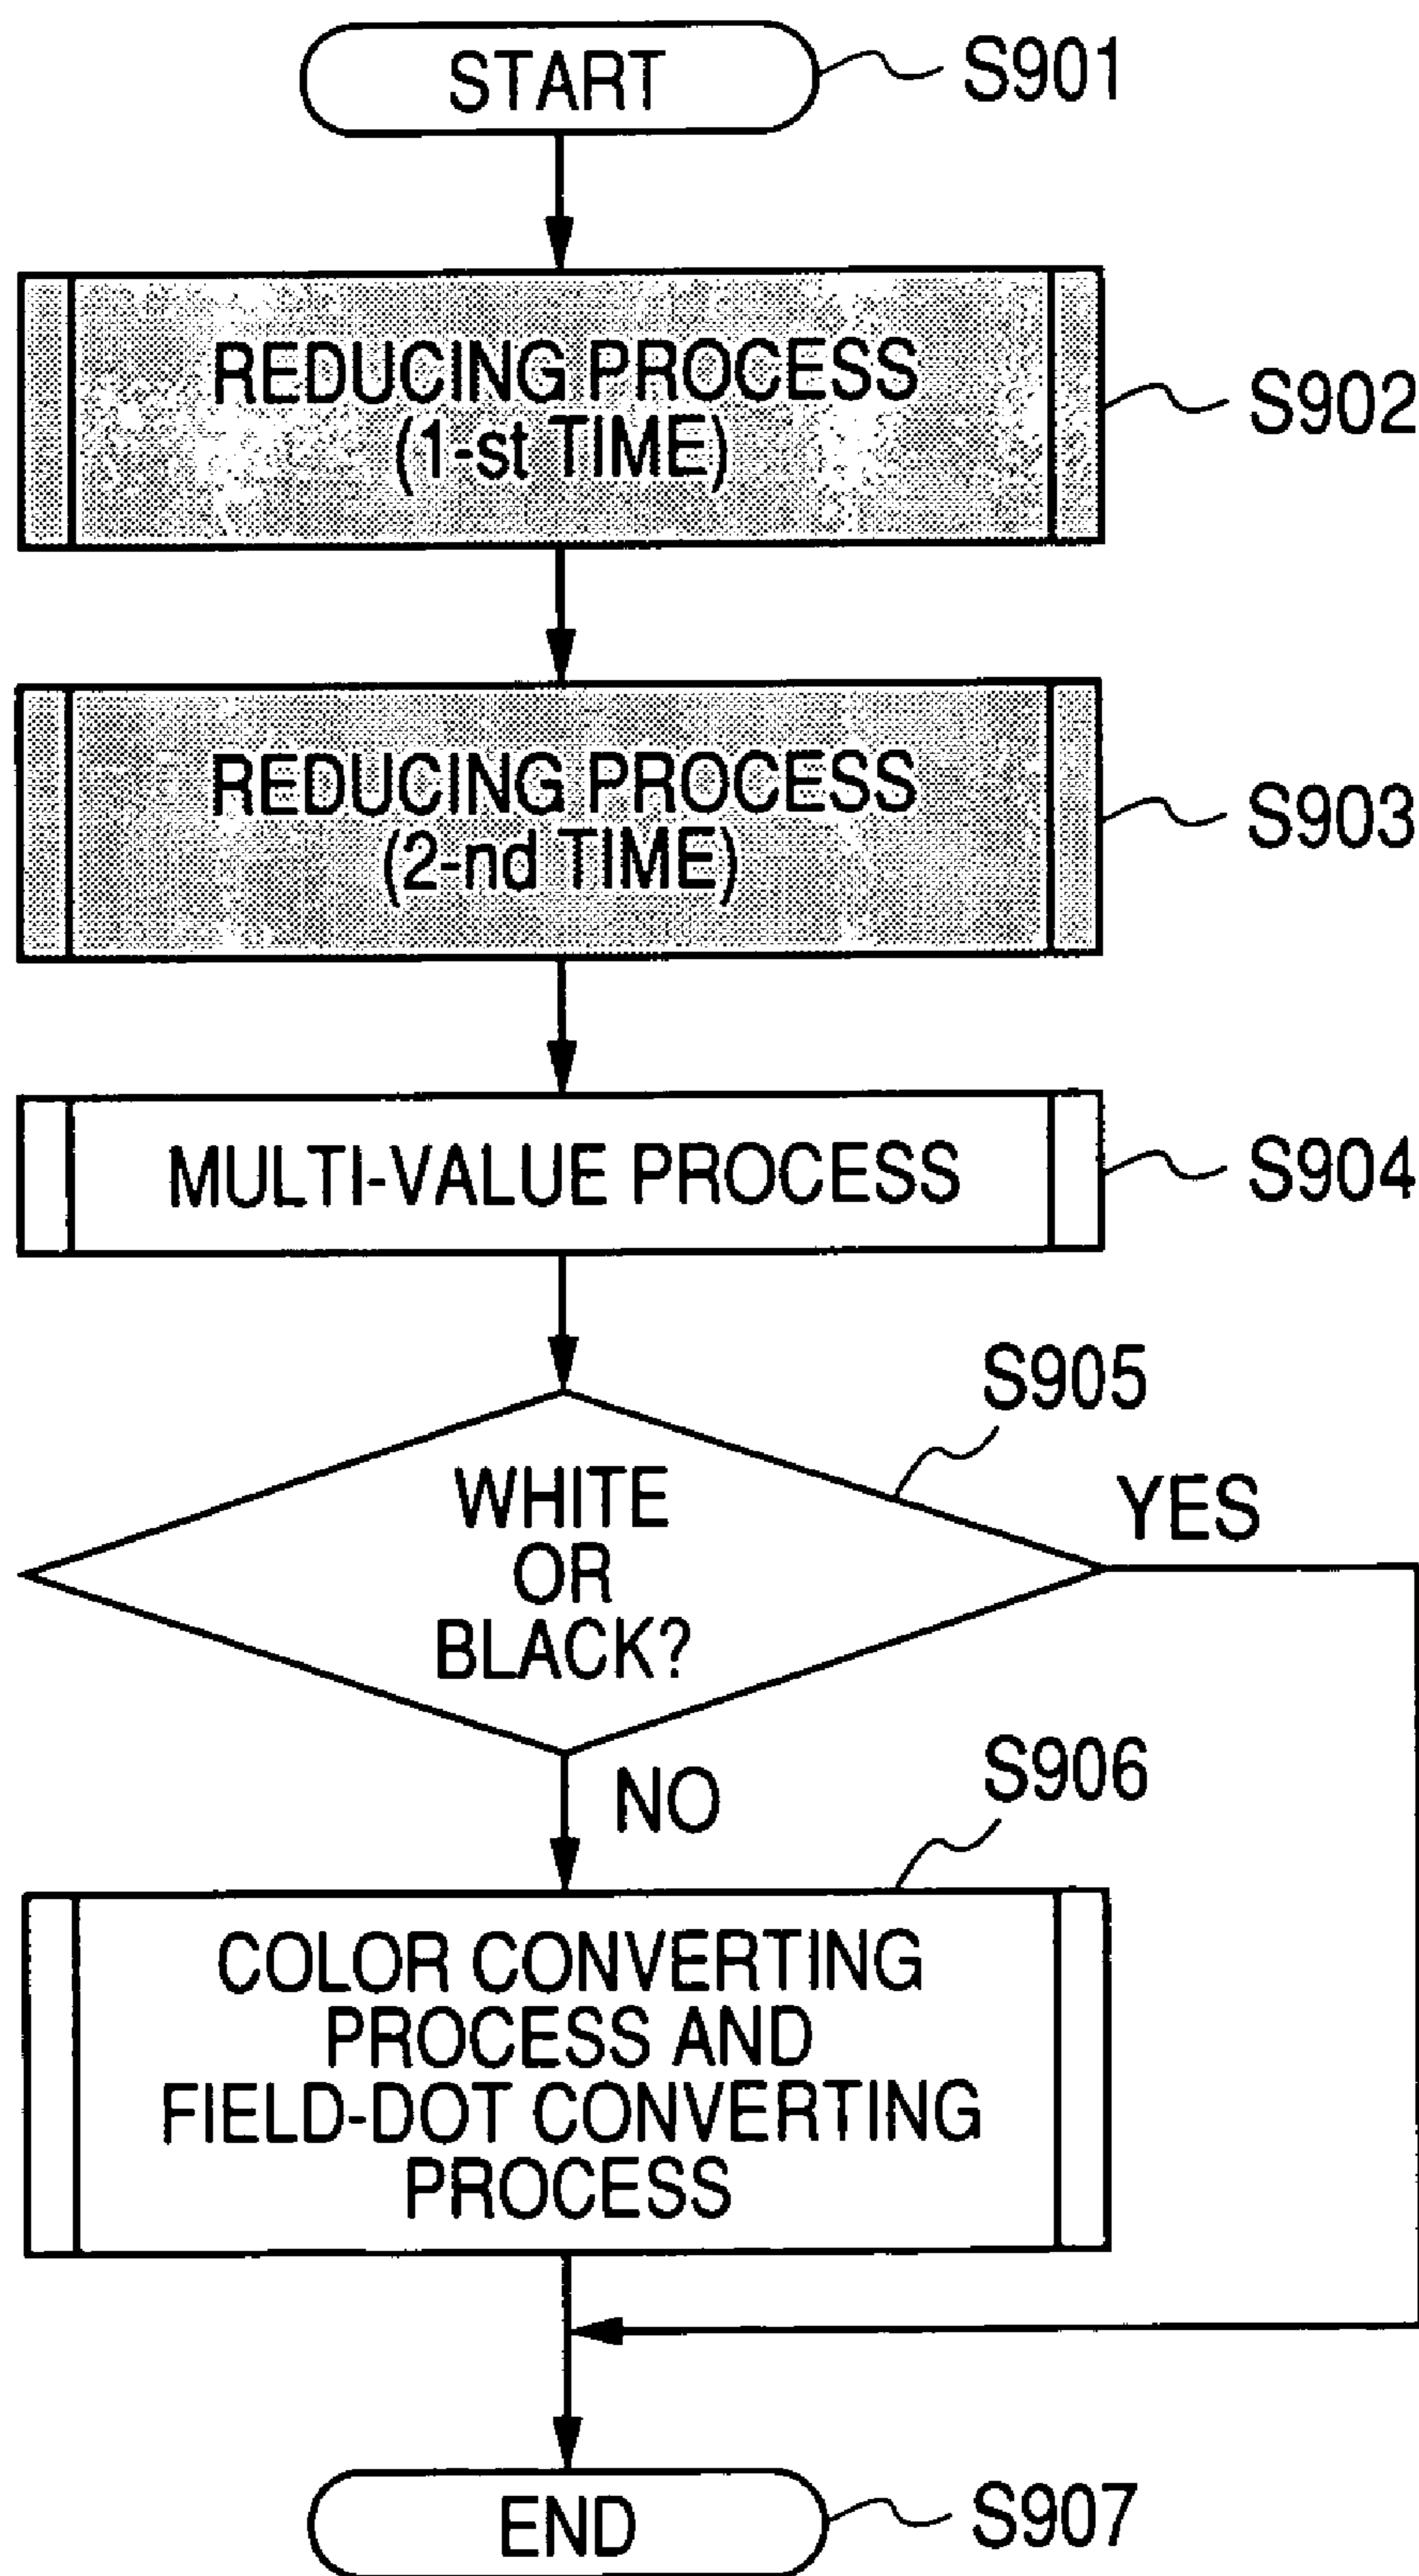 START
S901
REDUCING PROCESS
(1-st TIME)
S902
REDUCING PROCESS
(2-nd TIME)
S903
MULTI-VALUE PROCESS
S904
S905
WHITE
OR
BLACK?
YES
NO
S906
COLOR CONVERTING
PROCESS AND
FIELD-DOT CONVERTING
PROCESS
END
S907